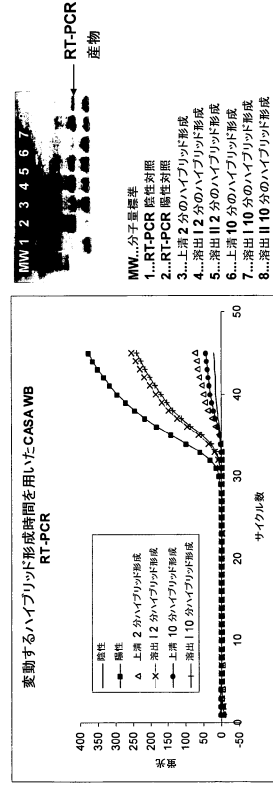 変動するハイブリッド形成時間を用いたCASA WB
RT-PCR
400
350
300
250
200
150
100
50
0
-50
蛍光
陰性
陽性
上清 2 分ハイブリッド形成
溶出 I 2 分ハイブリッド形成
上清 10 分ハイブリッド形成
溶出 I 10 分ハイブリッド形成
0
10
20
30
40
50
サイクル数
MW 1 2 3 4 5 6 7
RT-PCR
産物
MW...分子量標準
1...RT-PCR 陰性対照
2...RT-PCR 陽性対照
3...上清 2 分のハイブリッド形成
4...溶出 I 2 分のハイブリッド形成
5...溶出 II 2 分のハイブリッド形成
6...上清 10 分のハイブリッド形成
7...溶出 I 10 分のハイブリッド形成
8...溶出 II 10 分のハイブリッド形成